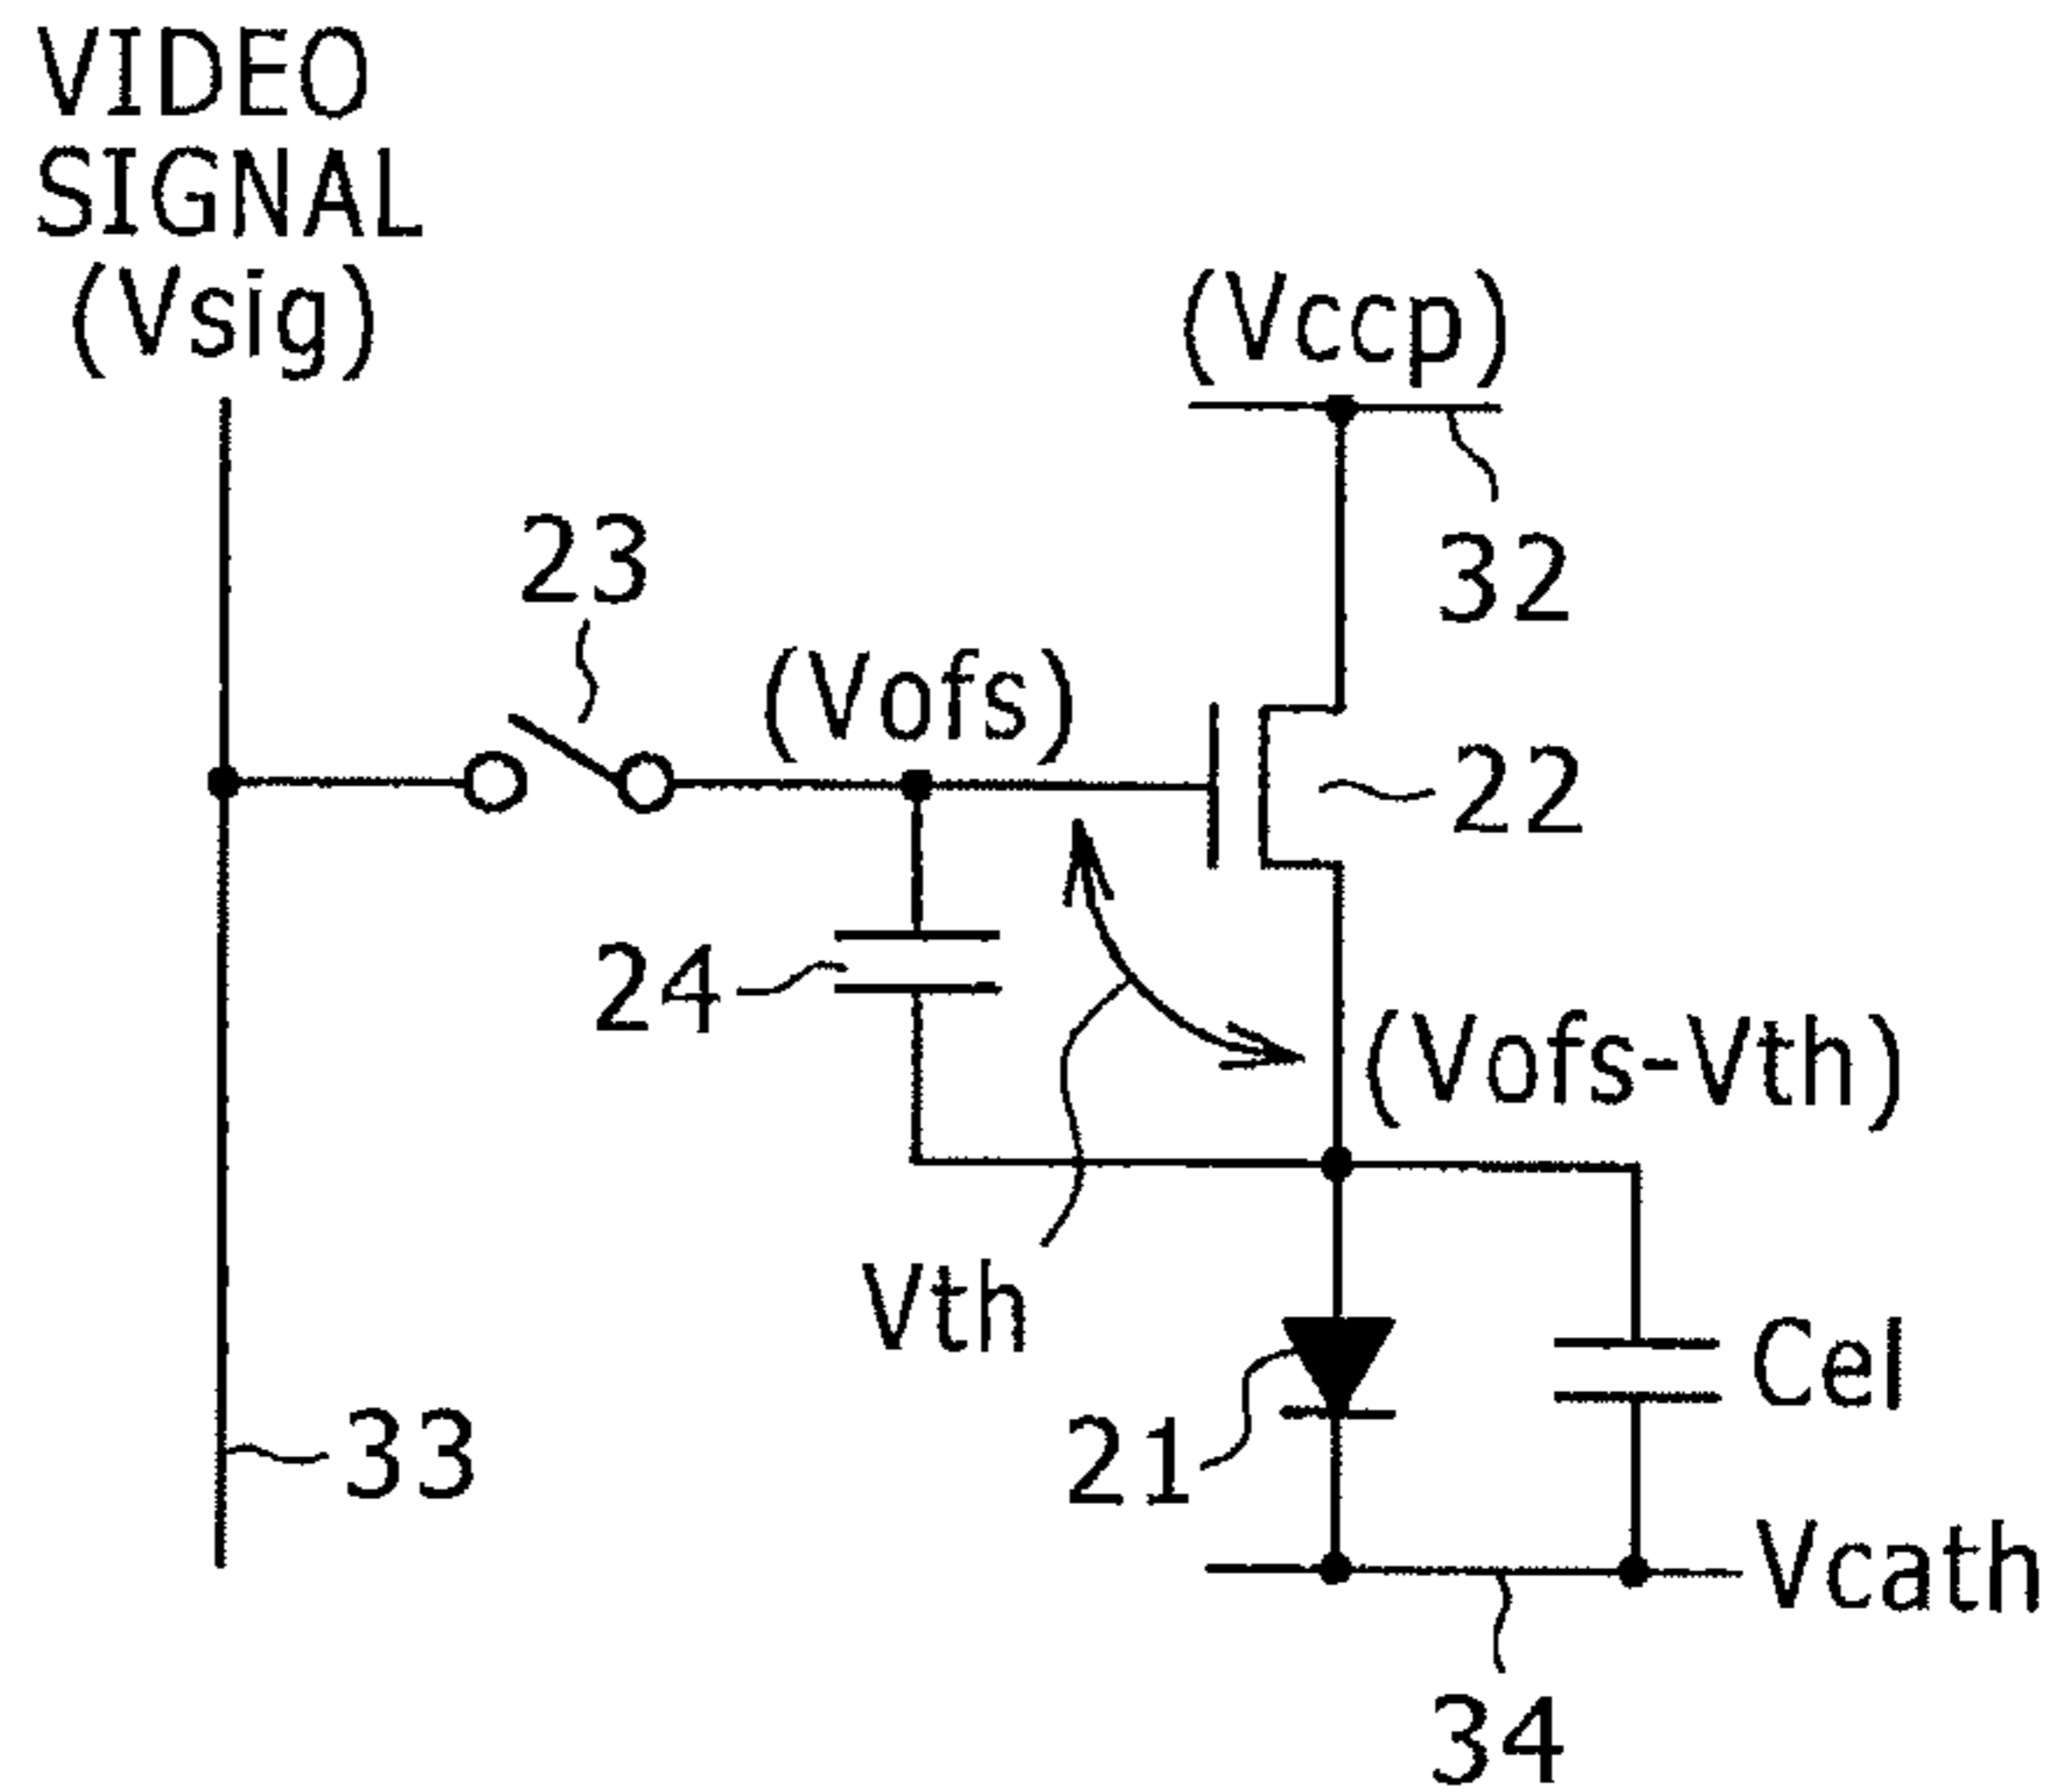 VIDEO
SIGNAL
(Vsig)
(Vccp)
23
32
(Vofs)
22
24
(Vofs-Vth)
Vth
Cel
33
21
Vcath
34